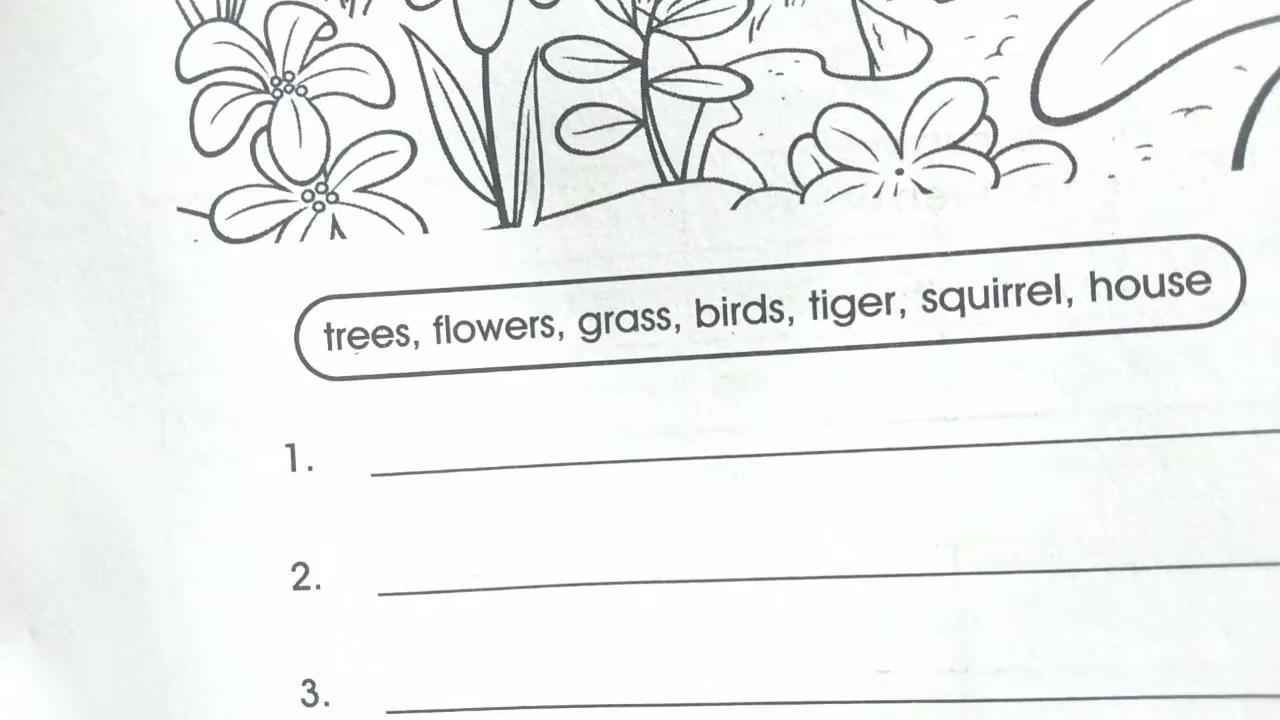 trees, flowers, grass, birds, tiger, squirrel, house
1.
2.
3.